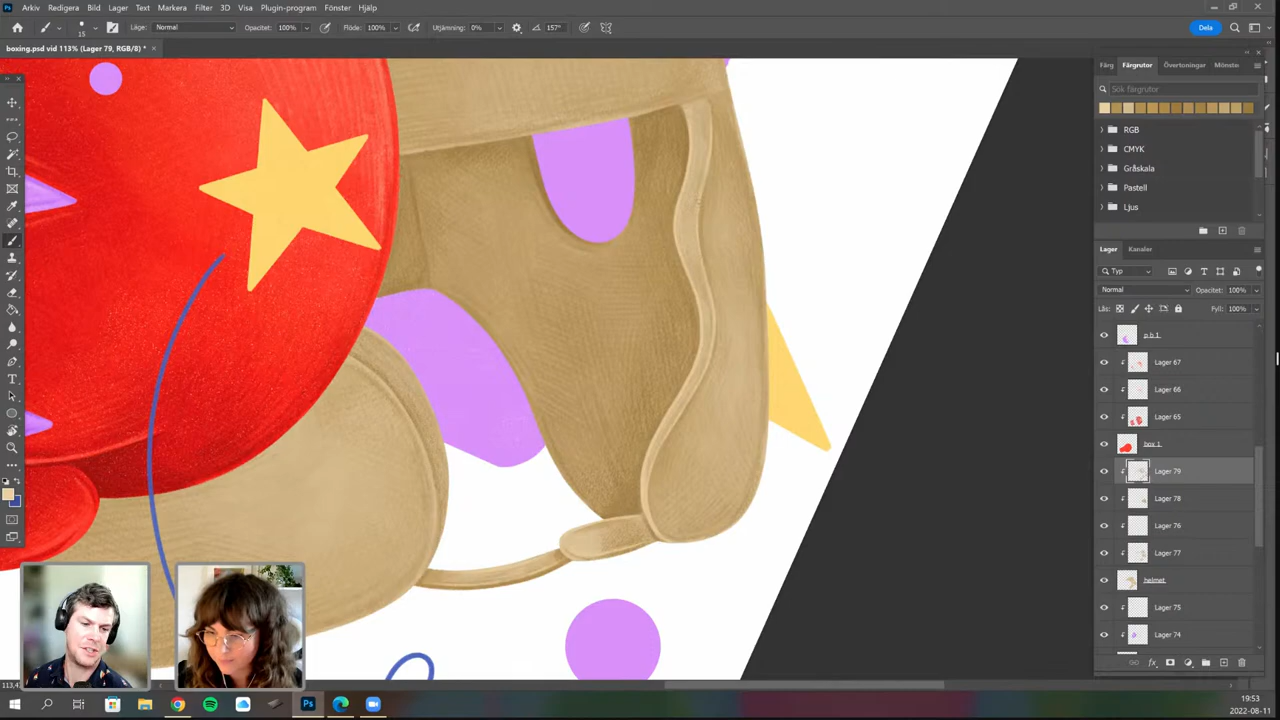 Arkiv Redigera Bild Lager Text Markera Filter 3D Visa Plugin-program Fönster Hjälp
15 Läge: Normal Opacitet: 100% Flöde: 100% Utjämning: 0% 157° Dela
boxing.psd vid 113% (Lager 79, RGB/8) *
Färg Färgrutor Övertoningar Mönste
Sök färgrutor
RGB
CMYK
Gråskala
Pastell
Ljus
Lager Kanaler
Typ
Normal Opacitet: 100%
Lås: Fyll: 100%
p b 1
Lager 67
Lager 66
Lager 65
box 1
Lager 79
Lager 78
Lager 76
Lager 77
helmet
Lager 75
Lager 74
19:53
2022-08-11